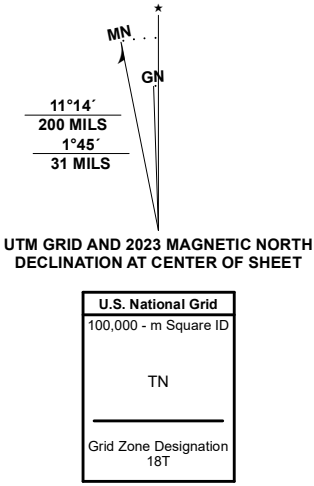 MN
GN
11°14´
200 MILS
1°45´
31 MILS
UTM GRID AND 2023 MAGNETIC NORTH
DECLINATION AT CENTER OF SHEET
U.S. National Grid
100,000 - m Square ID
TN
Grid Zone Designation
18T